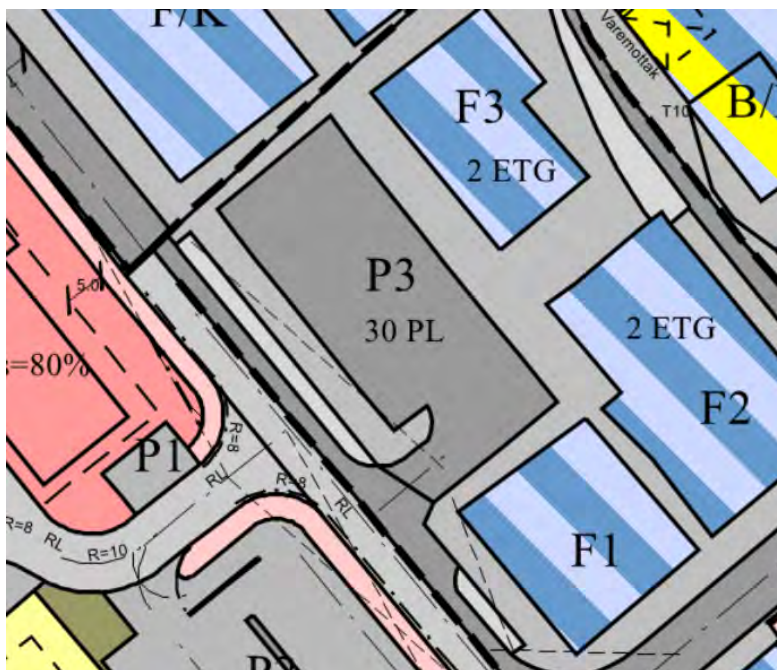 F/K
Varemottak
F3
T10
B/
2 ETG
P3
5.0
30 PL
2 ETG
s=80%
F2
R=8
P1
RL
R=8
RL
R=8
RL
R=10
F1
P2